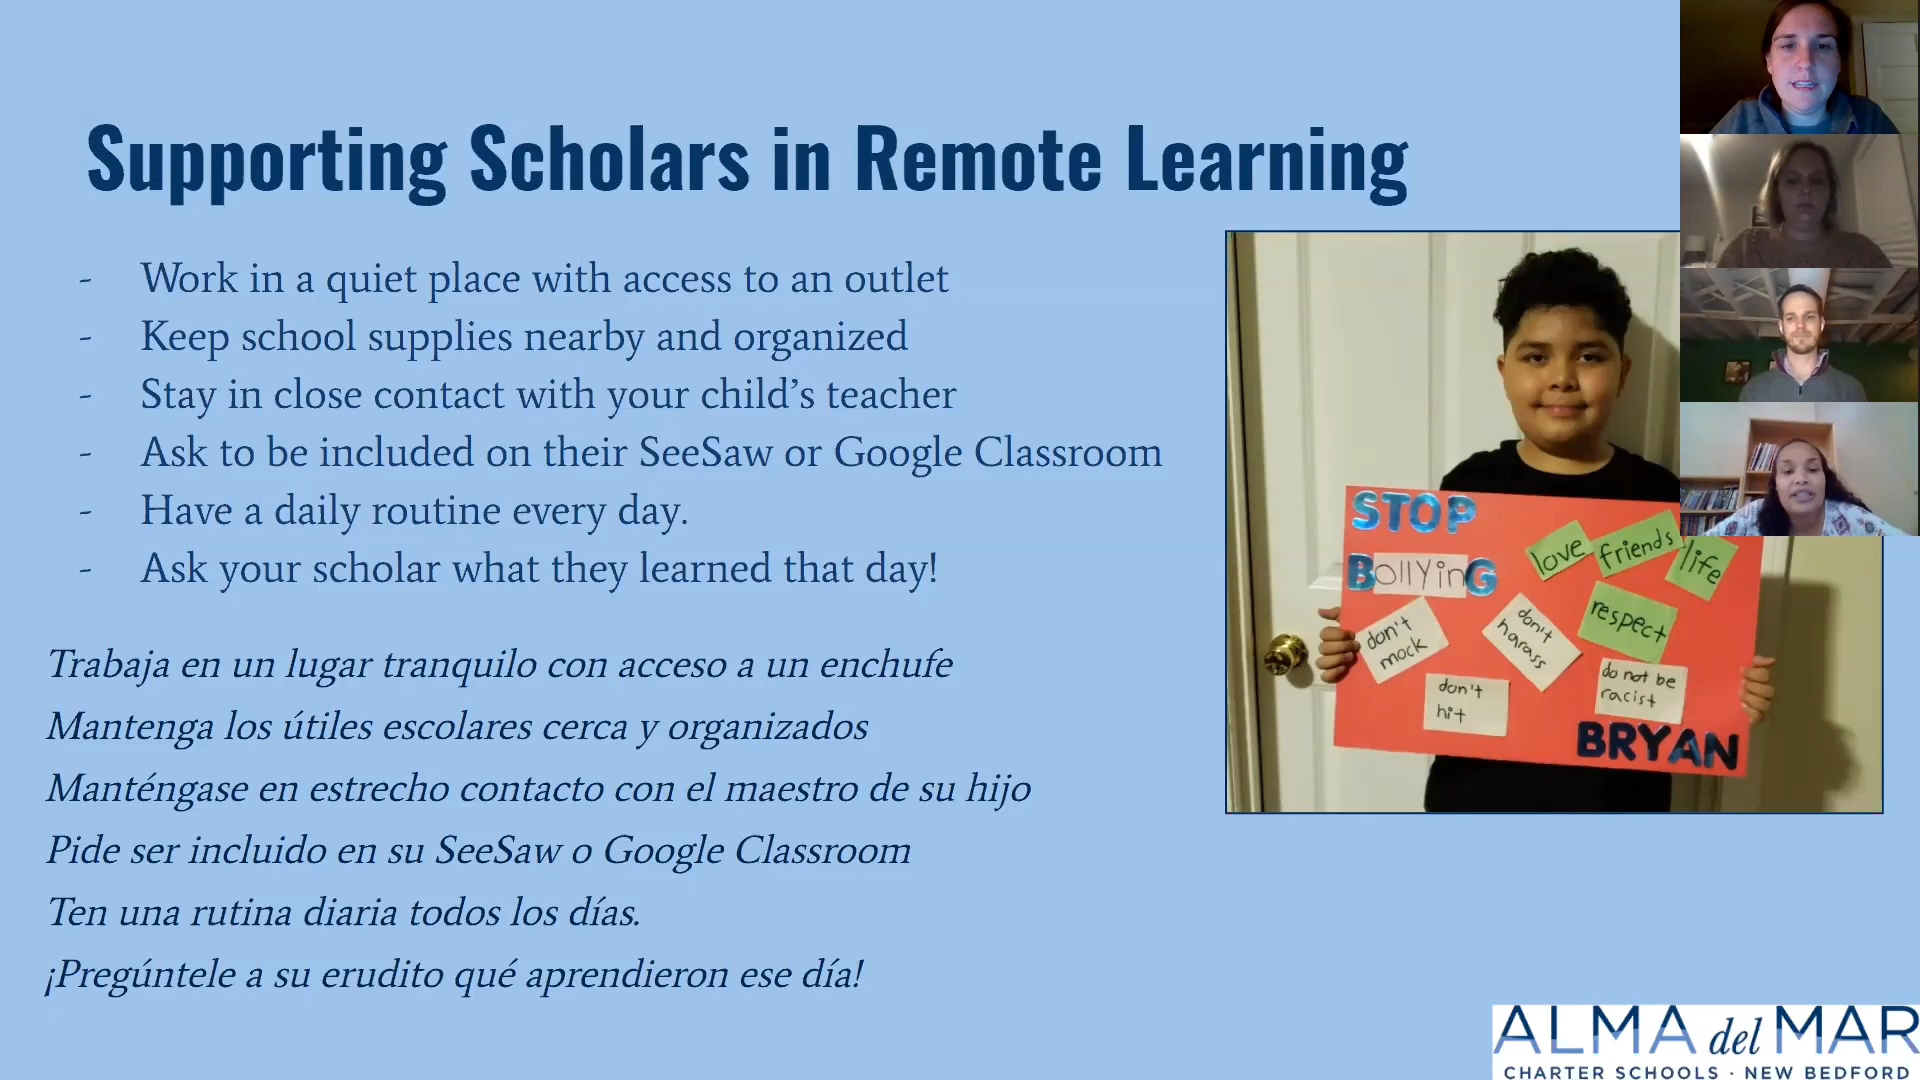 Supporting Scholars in Remote Learning
- Work in a quiet place with access to an outlet
- Keep school supplies nearby and organized
- Stay in close contact with your child’s teacher
- Ask to be included on their SeeSaw or Google Classroom
- Have a daily routine every day.
- Ask your scholar what they learned that day!
Trabaja en un lugar tranquilo con acceso a un enchufe
Mantenga los útiles escolares cerca y organizados
Manténgase en estrecho contacto con el maestro de su hijo
Pide ser incluido en su SeeSaw o Google Classroom
Ten una rutina diaria todos los días.
¡Pregúntele a su erudito qué aprendieron ese día!
STOP
BollYinG
love
friends
life
respect
don't
mock
don't
harass
don't
hit
do not be
racist
BRYAN
ALMA del MAR
CHARTER SCHOOLS · NEW BEDFORD